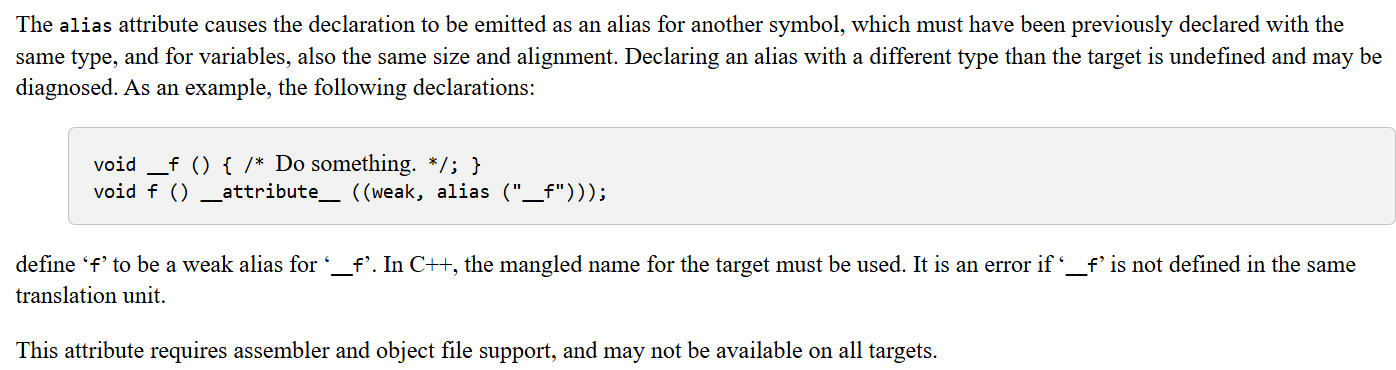 The alias attribute causes the declaration to be emitted as an alias for another symbol, which must have been previously declared with the
same type, and for variables, also the same size and alignment. Declaring an alias with a different type than the target is undefined and may be
diagnosed. As an example, the following declarations:
void __f () { /* Do something. */; }
void f () __attribute__ ((weak, alias ("__f")));
define ‘f’ to be a weak alias for ‘__f’. In C++, the mangled name for the target must be used. It is an error if ‘__f’ is not defined in the same
translation unit.
This attribute requires assembler and object file support, and may not be available on all targets.